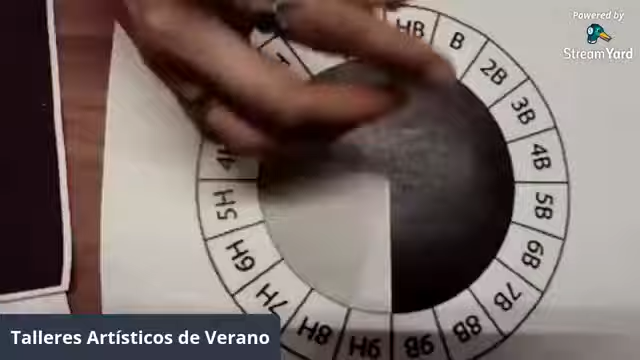 Powered by
StreamYard
HB
B
2B
3B
4B
5B
6B
7B
8B
9B
9H
8H
7H
6H
5H
Talleres Artísticos de Verano